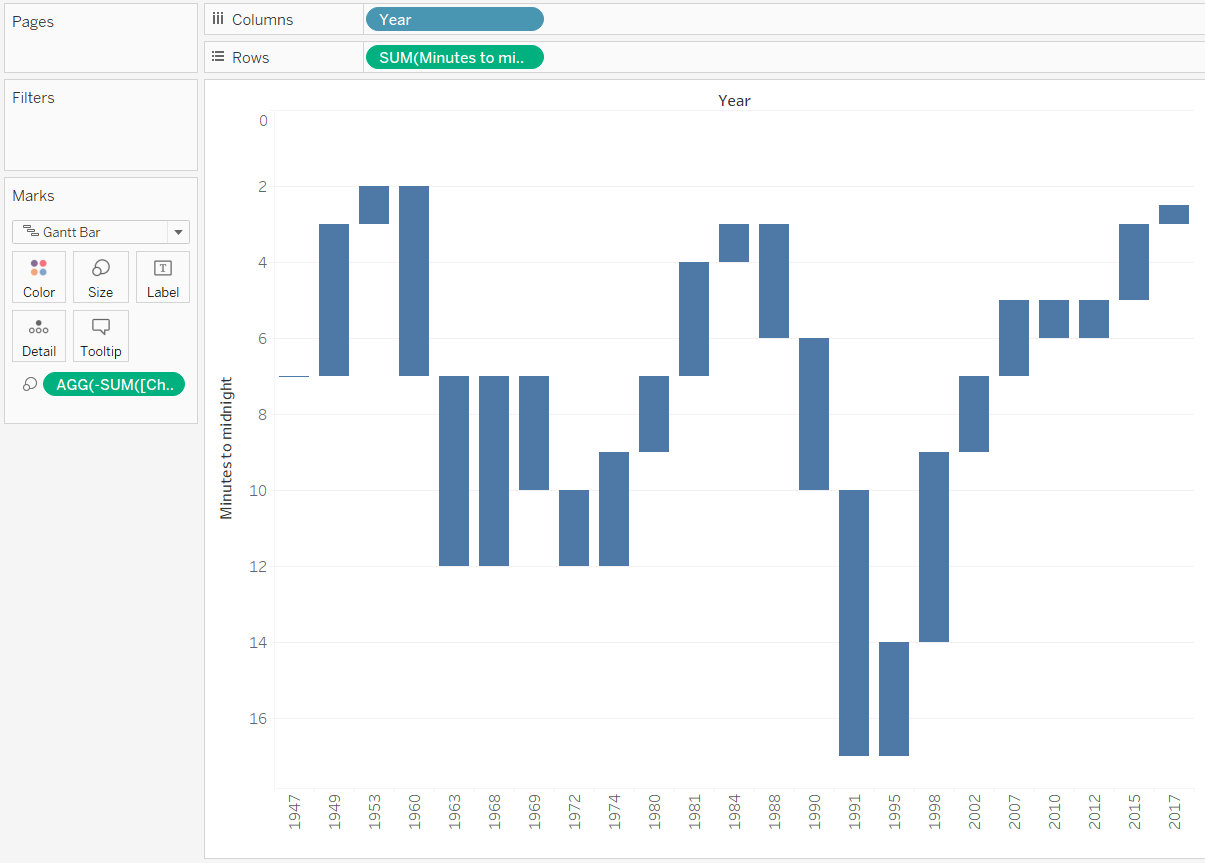 Pages
Columns
Year
Rows
SUM(Minutes to mi..
Filters
Marks
Gantt Bar
Color
Size
T
Label
Detail
Tooltip
AGG(-SUM([Ch..
Year
Minutes to midnight
0
2
4
6
8
10
12
14
16
1947
1949
1953
1960
1963
1968
1969
1972
1974
1980
1981
1984
1988
1990
1991
1995
1998
2002
2007
2010
2012
2015
2017